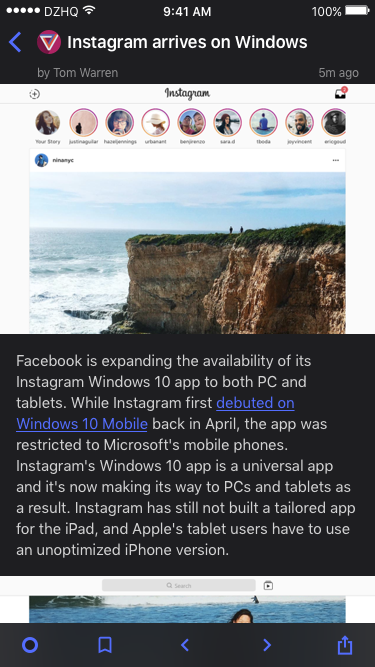 DZHQ 9:41 AM 100%
Instagram arrives on Windows
by Tom Warren 5m ago
Instagram
Your Story justinaguilar hazeljennings urbanant benjirenzo sara.d tboda joyvincent ericgoud
ninanyc
Facebook is expanding the availability of its
Instagram Windows 10 app to both PC and
tablets. While Instagram first debuted on
Windows 10 Mobile back in April, the app was
restricted to Microsoft's mobile phones.
Instagram's Windows 10 app is a universal app
and it's now making its way to PCs and tablets as
a result. Instagram has still not built a tailored app
for the iPad, and Apple's tablet users have to use
an unoptimized iPhone version.
Search